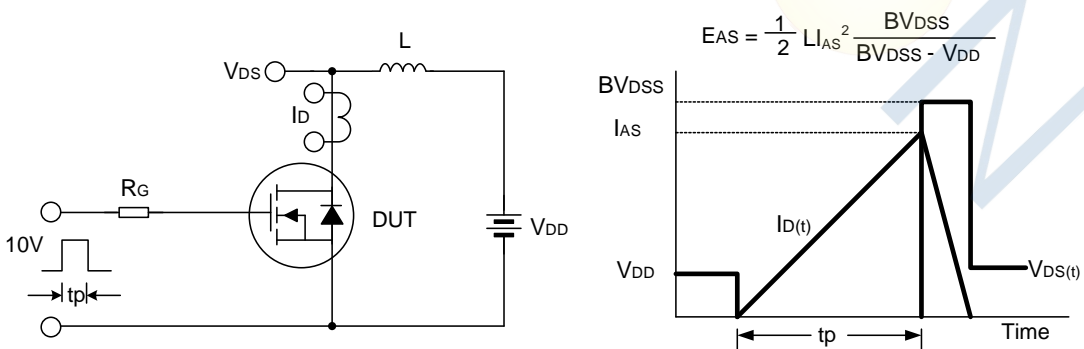 VDS
L
ID
RG
10V
tp
DUT
VDD
EAS = 1/2 LIAS² BVDSS / (BVDSS - VDD)
BVDSS
IAS
ID(t)
VDD
VDS(t)
tp
Time